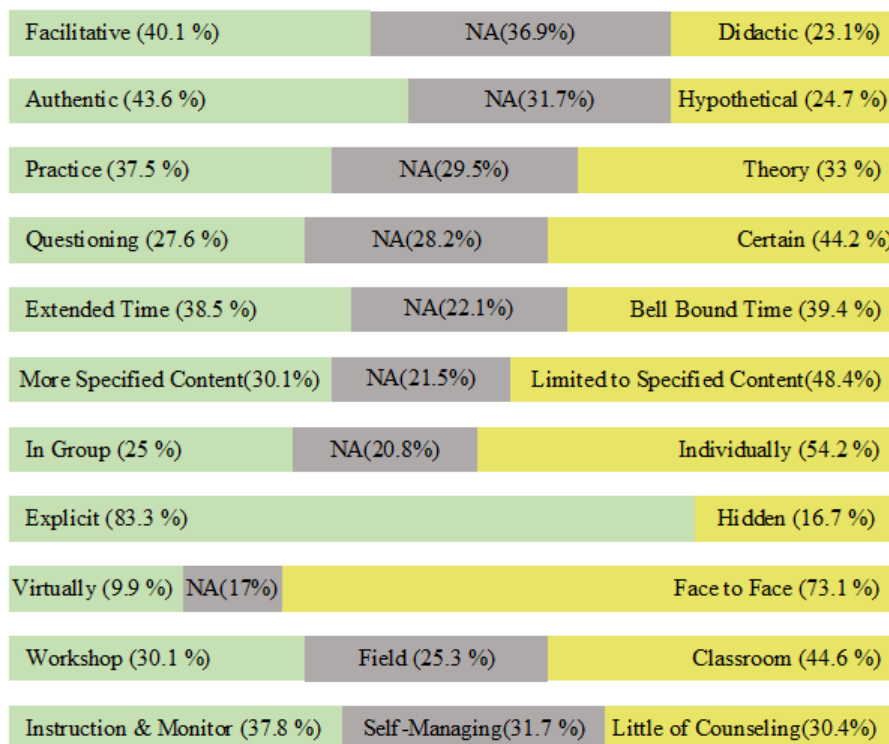 Facilitative (40.1 %) NA(36.9%) Didactic (23.1%)
Authentic (43.6 %) NA(31.7%) Hypothetical (24.7 %)
Practice (37.5 %) NA(29.5%) Theory (33 %)
Questioning (27.6 %) NA(28.2%) Certain (44.2 %)
Extended Time (38.5 %) NA(22.1%) Bell Bound Time (39.4 %)
More Specified Content(30.1%) NA(21.5%) Limited to Specified Content(48.4%)
In Group (25 %) NA(20.8%) Individually (54.2 %)
Explicit (83.3 %) Hidden (16.7 %)
Virtually (9.9 %) NA(17%) Face to Face (73.1 %)
Workshop (30.1 %) Field (25.3 %) Classroom (44.6 %)
Instruction & Monitor (37.8 %) Self-Managing(31.7 %) Little of Counseling(30.4%)